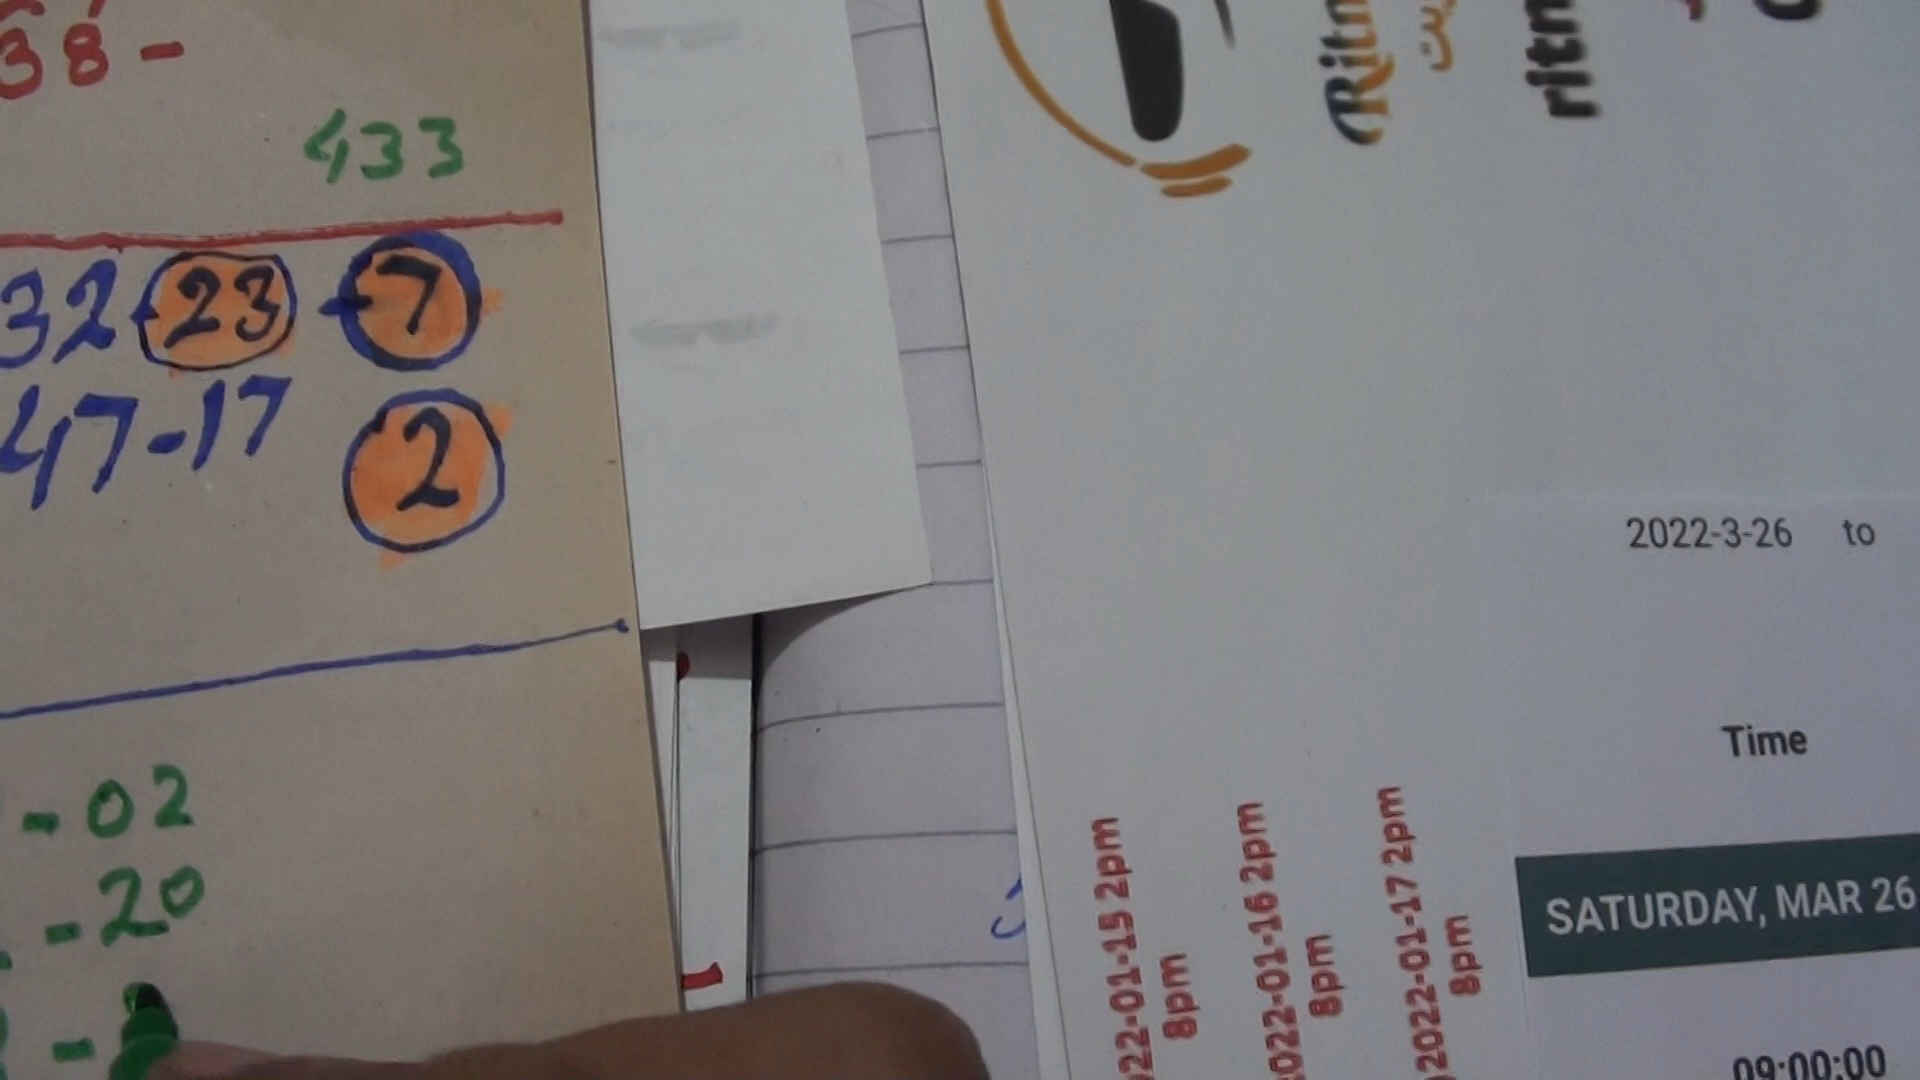 38-
433
32-23-7
47-17 2
-02
-20
-
Ritm
ritm
2022-3-26 to
Time
SATURDAY, MAR 26
09:00:00
022-01-15 2pm
8pm
2022-01-16 2pm
8pm
2022-01-17 2pm
8pm